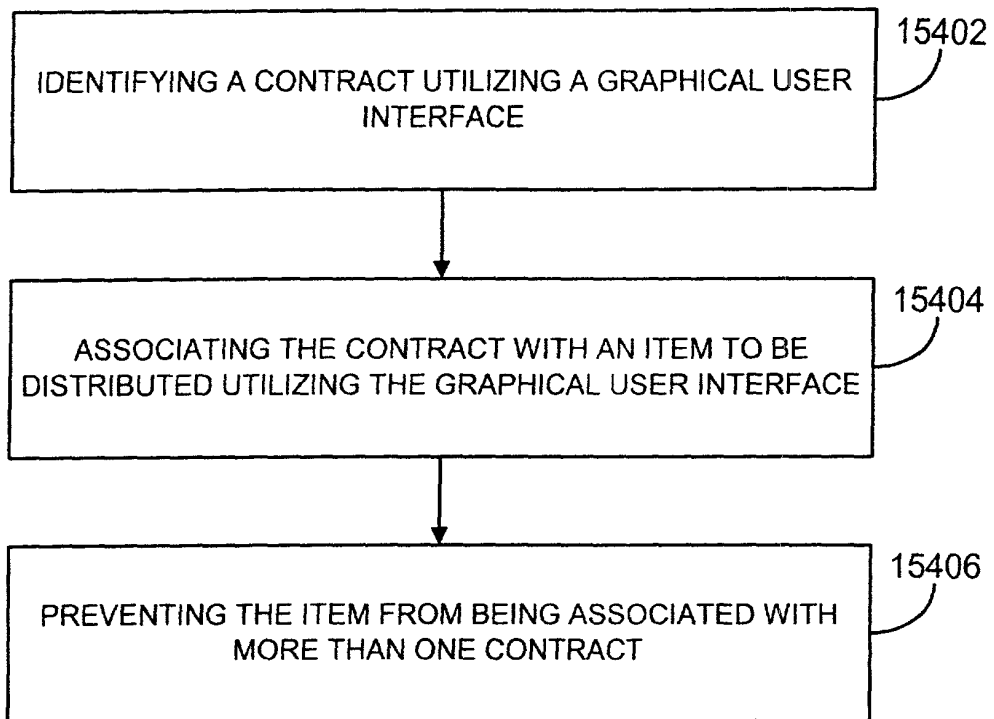 15402
IDENTIFYING A CONTRACT UTILIZING A GRAPHICAL USER
INTERFACE
15404
ASSOCIATING THE CONTRACT WITH AN ITEM TO BE
DISTRIBUTED UTILIZING THE GRAPHICAL USER INTERFACE
15406
PREVENTING THE ITEM FROM BEING ASSOCIATED WITH
MORE THAN ONE CONTRACT